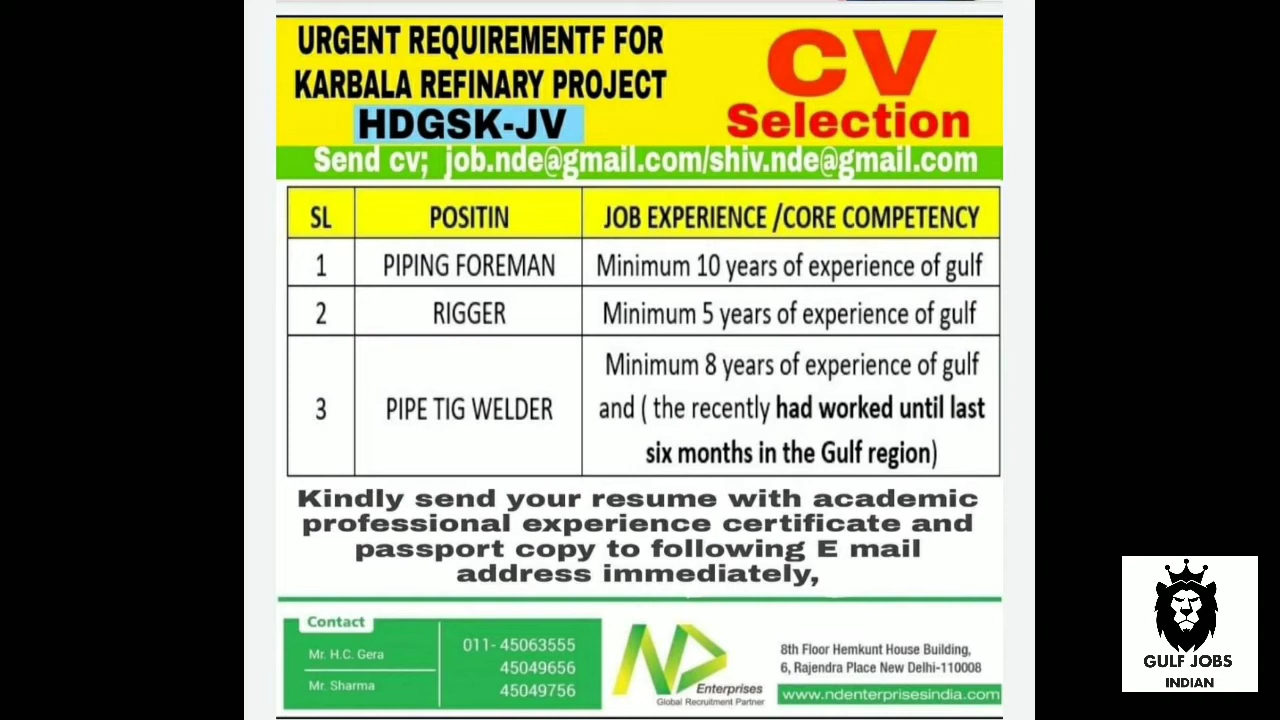 URGENT REQUIREMENTF FOR
KARBALA REFINARY PROJECT
HDGSK-JV
CV
Selection
Send cv; job.nde@gmail.com/shiv.nde@gmail.com
SL POSITIN JOB EXPERIENCE /CORE COMPETENCY
1 PIPING FOREMAN Minimum 10 years of experience of gulf
2 RIGGER Minimum 5 years of experience of gulf
3 PIPE TIG WELDER Minimum 8 years of experience of gulf
and ( the recently had worked until last
six months in the Gulf region)
Kindly send your resume with academic
professional experience certificate and
passport copy to following E mail
address immediately,
Contact
Mr. H.C. Gera
Mr. Sharma
011- 45063555
45049656
45049756
ND
Enterprises
Global Recruitment Partner
8th Floor Hemkunt House Building,
6, Rajendra Place New Delhi-110008
www.ndenterprisesindia.com
GULF JOBS
INDIAN